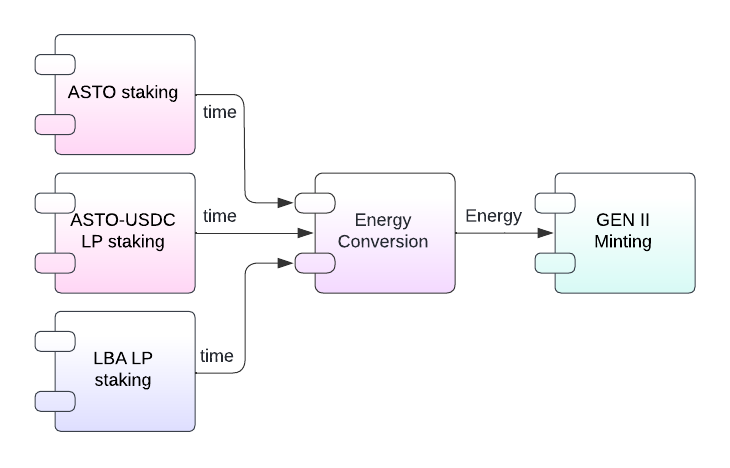 ASTO staking
time
ASTO-USDC
LP staking
time
Energy
Conversion
Energy
GEN II
Minting
LBA LP
staking
time